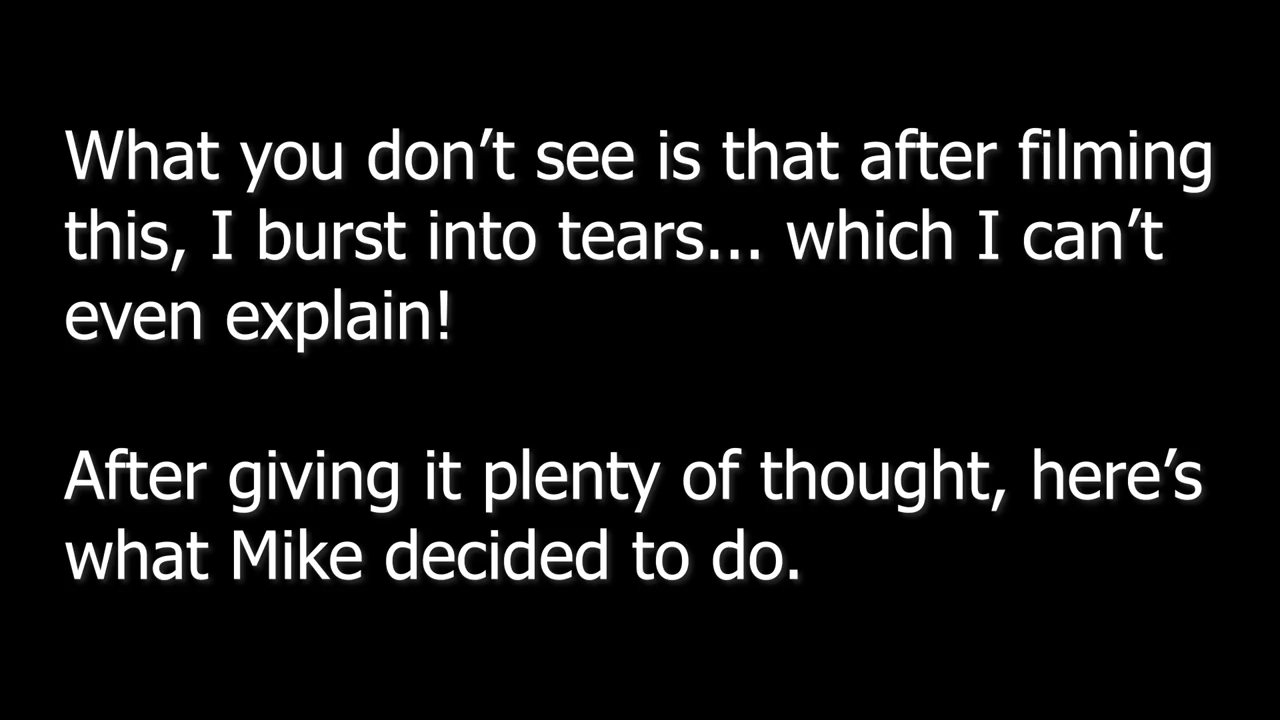 What you don’t see is that after filming
this, I burst into tears... which I can’t
even explain!
After giving it plenty of thought, here’s
what Mike decided to do.